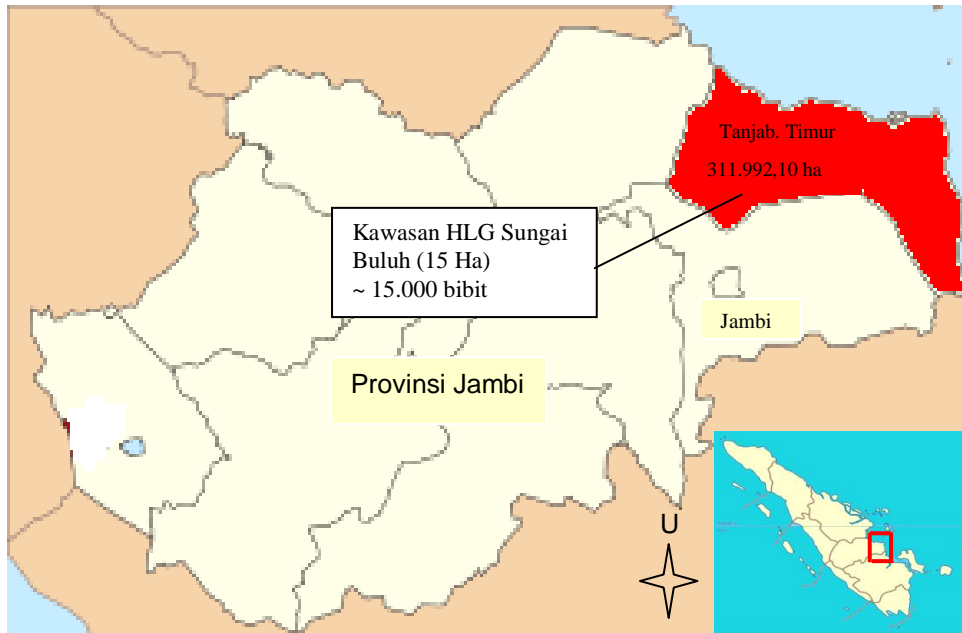 Tanjab. Timur
311.992,10 ha
Kawasan HLG Sungai
Buluh (15 Ha)
~ 15.000 bibit
Jambi
Provinsi Jambi
U